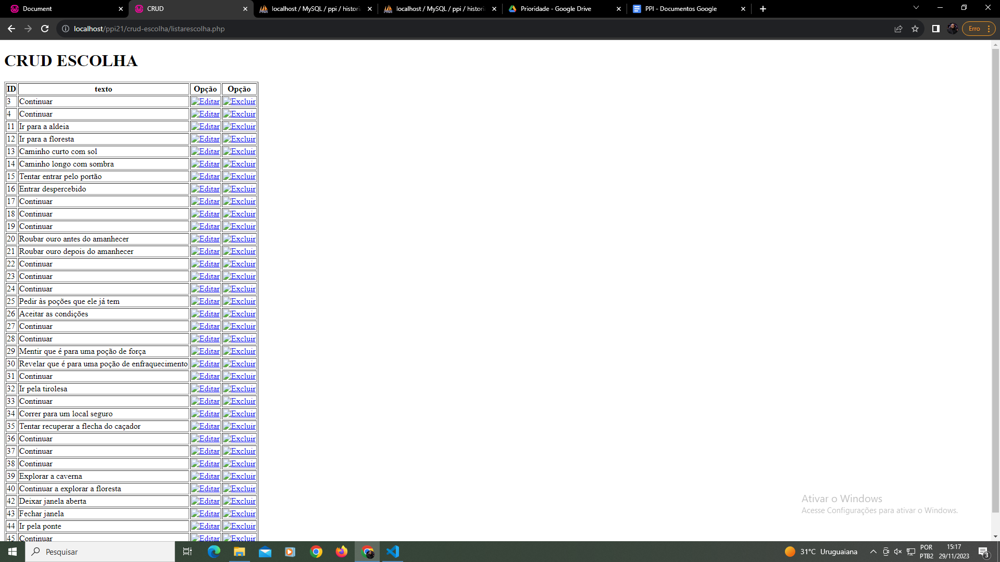 Document
CRUD
localhost / MySQL / ppi / histori
localhost / MySQL / ppi / histori
Prioridade - Google Drive
PPI - Documentos Google
localhost/ppi21/crud-escolha/listarescolha.php
Erro
CRUD ESCOLHA
ID texto Opção Opção
3 Continuar Editar Excluir
4 Continuar Editar Excluir
11 Ir para a aldeia Editar Excluir
12 Ir para a floresta Editar Excluir
13 Caminho curto com sol Editar Excluir
14 Caminho longo com sombra Editar Excluir
15 Tentar entrar pelo portão Editar Excluir
16 Entrar despercebido Editar Excluir
17 Continuar Editar Excluir
18 Continuar Editar Excluir
19 Continuar Editar Excluir
20 Roubar ouro antes do amanhecer Editar Excluir
21 Roubar ouro depois do amanhecer Editar Excluir
22 Continuar Editar Excluir
23 Continuar Editar Excluir
24 Continuar Editar Excluir
25 Pedir às poções que ele já tem Editar Excluir
26 Aceitar as condições Editar Excluir
27 Continuar Editar Excluir
28 Continuar Editar Excluir
29 Mentir que é para uma poção de força Editar Excluir
30 Revelar que é para uma poção de enfraquecimento Editar Excluir
31 Continuar Editar Excluir
32 Ir pela tirolesa Editar Excluir
33 Continuar Editar Excluir
34 Correr para um local seguro Editar Excluir
35 Tentar recuperar a flecha do caçador Editar Excluir
36 Continuar Editar Excluir
37 Continuar Editar Excluir
38 Continuar Editar Excluir
39 Explorar a caverna Editar Excluir
40 Continuar a explorar a floresta Editar Excluir
42 Deixar janela aberta Editar Excluir
43 Fechar janela Editar Excluir
44 Ir pela ponte Editar Excluir
45 Continuar Editar Excluir
Ativar o Windows
Acesse Configurações para ativar o Windows.
Pesquisar
31°C Uruguaiana
POR
PTB2
15:17
29/11/2023
3